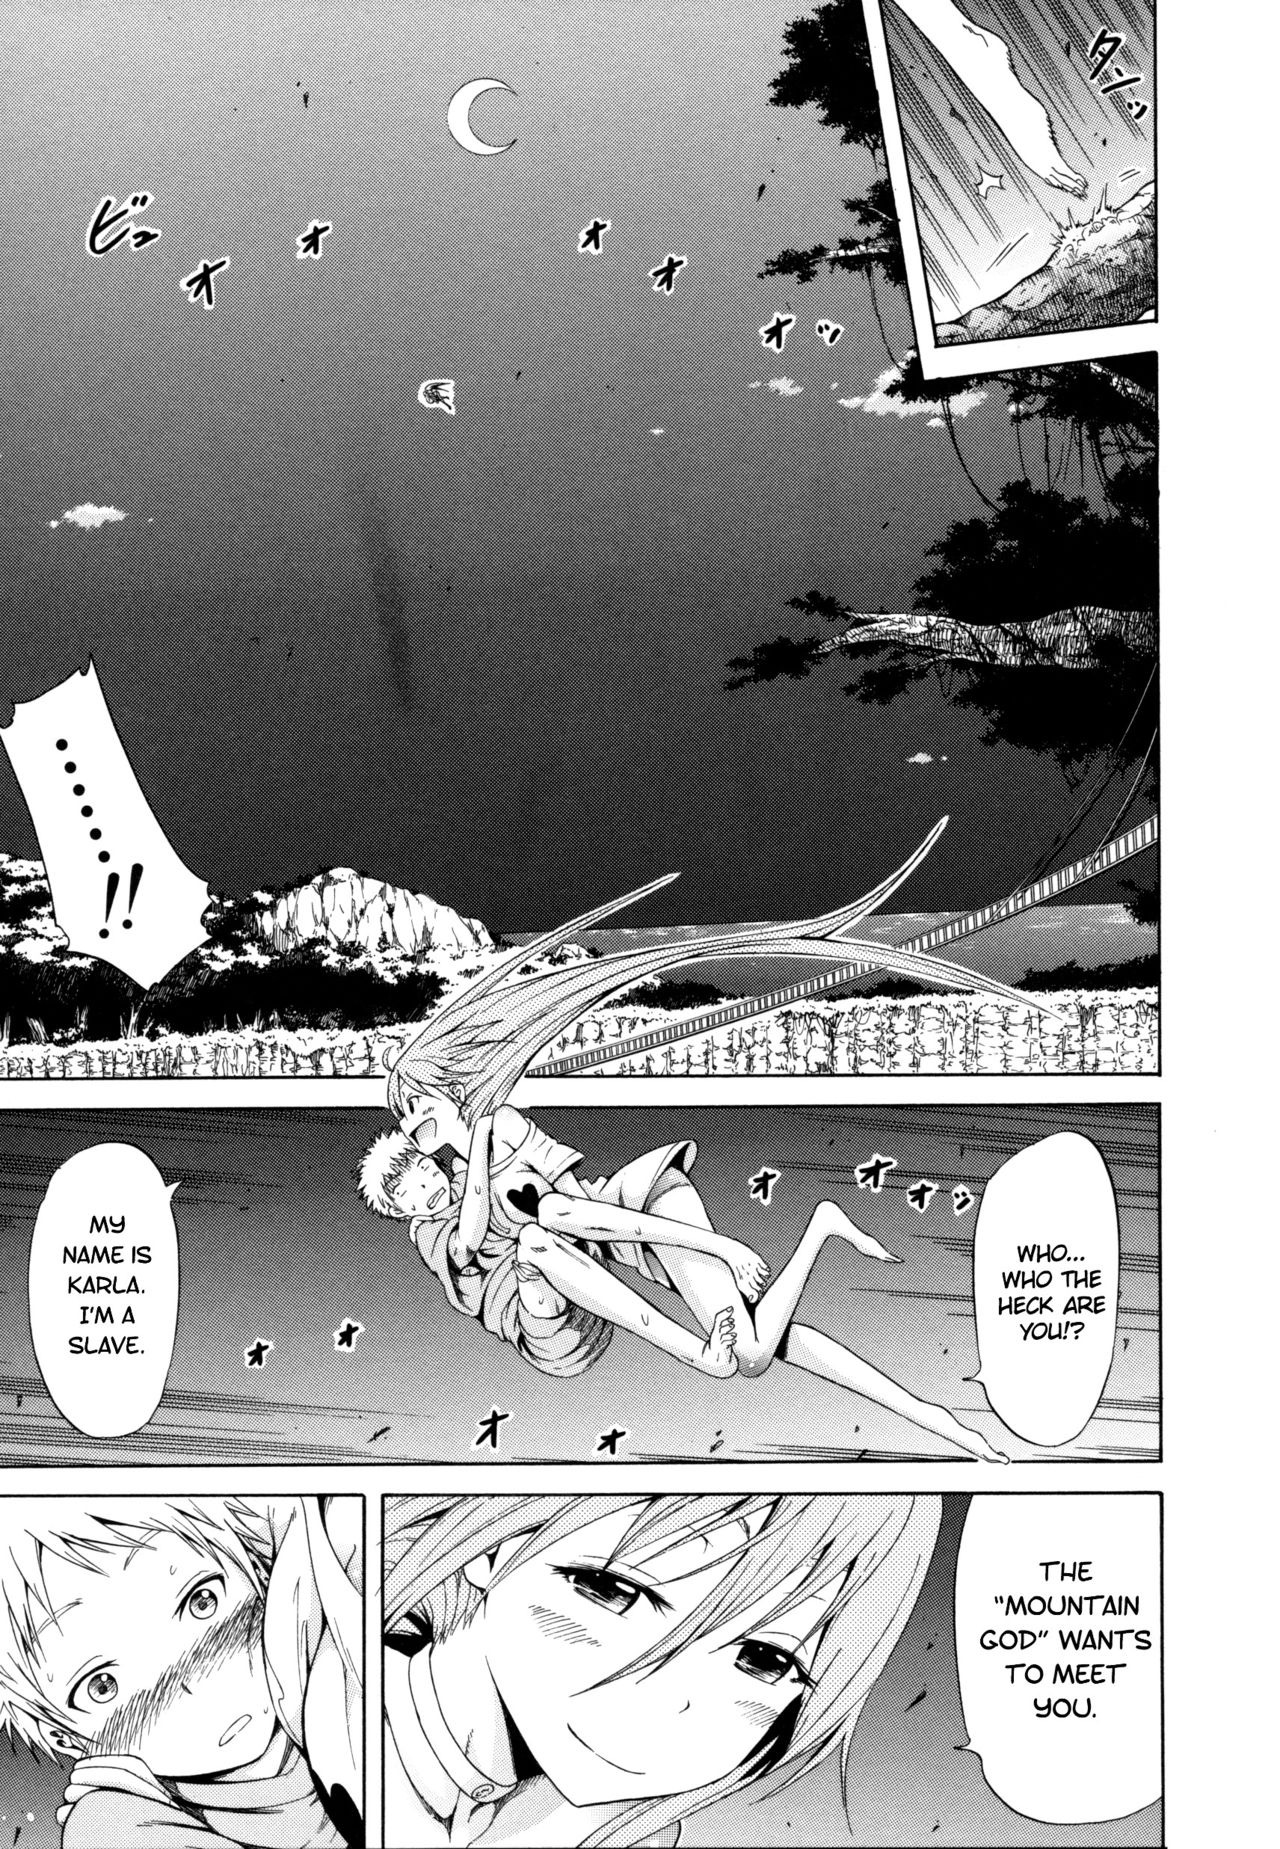 タンッ
ビュ
オ
オ
オ
オ
オッ
・・・・・・!!
WHO...
WHO THE
HECK ARE
YOU!?
オ
オオッ
MY
NAME IS
KARLA.
I'M A
SLAVE.
オ
オ
オ
オ
THE
"MOUNTAIN
GOD" WANTS
TO MEET
YOU.